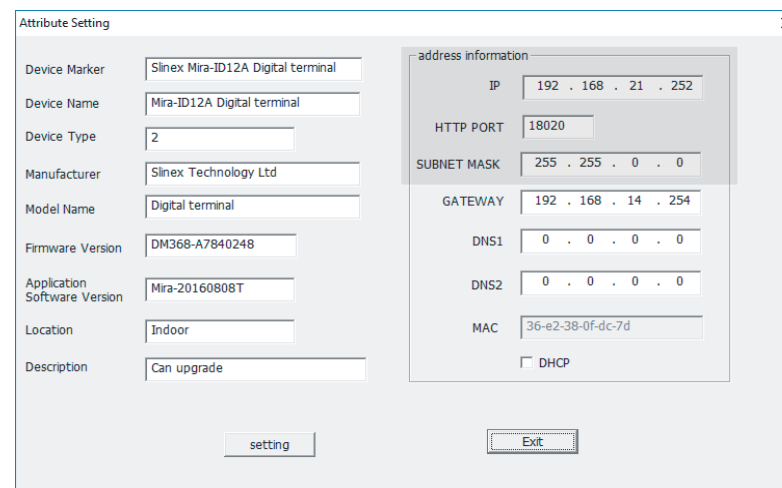 Attribute Setting
Device Marker Slinex Mira-ID12A Digital terminal
Device Name Mira-ID12A Digital terminal
Device Type 2
Manufacturer Slinex Technology Ltd
Model Name Digital terminal
Firmware Version DM368-A7840248
Application
Software Version Mira-20160808T
Location Indoor
Description Can upgrade
address information
IP 192 . 168 . 21 . 252
HTTP PORT 18020
SUBNET MASK 255 . 255 . 0 . 0
GATEWAY 192 . 168 . 14 . 254
DNS1 0 . 0 . 0 . 0
DNS2 0 . 0 . 0 . 0
MAC 36-e2-38-0f-dc-7d
DHCP
setting Exit